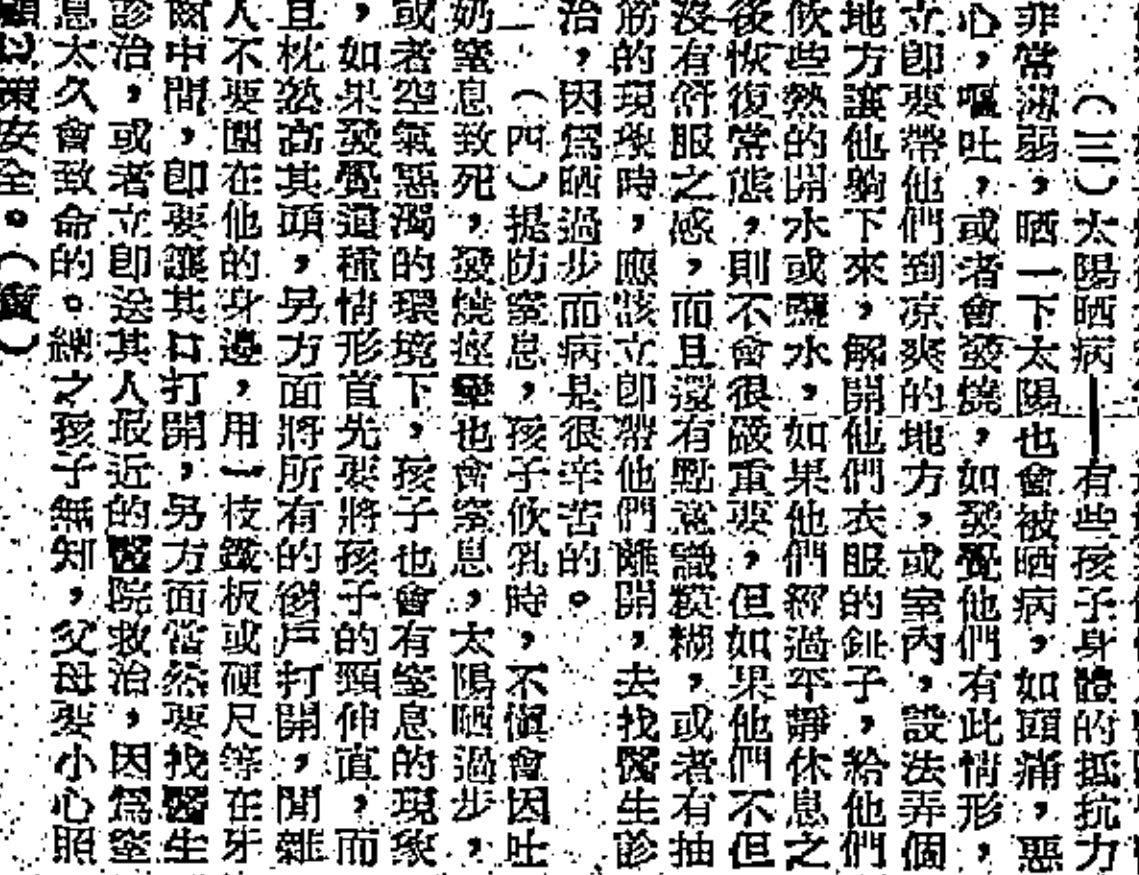 （三）太陽晒病——有些孩子身體的抵抗力
非常弱，晒一下太陽也會被晒病，如頭痛，惡
心，嘔吐，或者會發燒，如發覺他們有此情形，
立即要帶他們到凉爽的地方，或室內，設法弄個
地方讓他躺下來，解開他們衣服的鈕子，給他們
飲些熱的開水或鹽水，如果他們經過平靜休息之
後恢復常態，則不會很嚴重要，但如果他們不但
沒有舒服之感，而且還有點意識糢糊，或者有抽
筋的現象時，應該立即帶他們離開，去找醫生診
治，因爲晒過步而病是很辛苦的。
（四）提防窒息，孩子飲乳時，不愼會因吐
奶窒息致死，發燒痙攣也會窒息，太陽晒過步，
或者空氣惡濁的環境下，孩子也會有窒息的現象
，如果發覺這種情形首先要將孩子的頸伸直，而
且枕高其頭，另方面將所有的窗戶打開，閒雜
人不要圍在他的身邊，用一枝鐵板或硬尺等在牙
齒中間，即要讓其口打開，另方面當然要找醫生
診治，或者立即送其人最近的醫院救治，因爲窒
息太久會致命的。總之孩子無知，父母要小心照
顧以策安全。（）